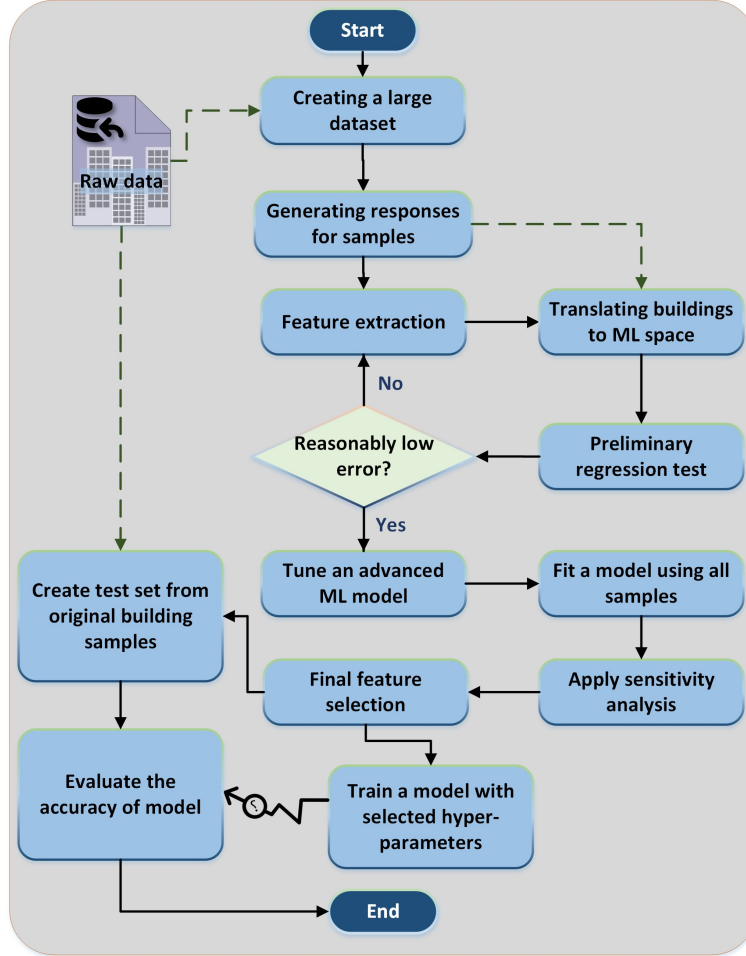 Start
Creating a large
dataset
Raw data
Generating responses
for samples
Feature extraction
Translating buildings
to ML space
No
Reasonably low
error?
Preliminary
regression test
Yes
Tune an advanced
ML model
Fit a model using all
samples
Create test set from
original building
samples
Final feature
selection
Apply sensitivity
analysis
Evaluate the
accuracy of model
Train a model with
selected hyper-
parameters
End